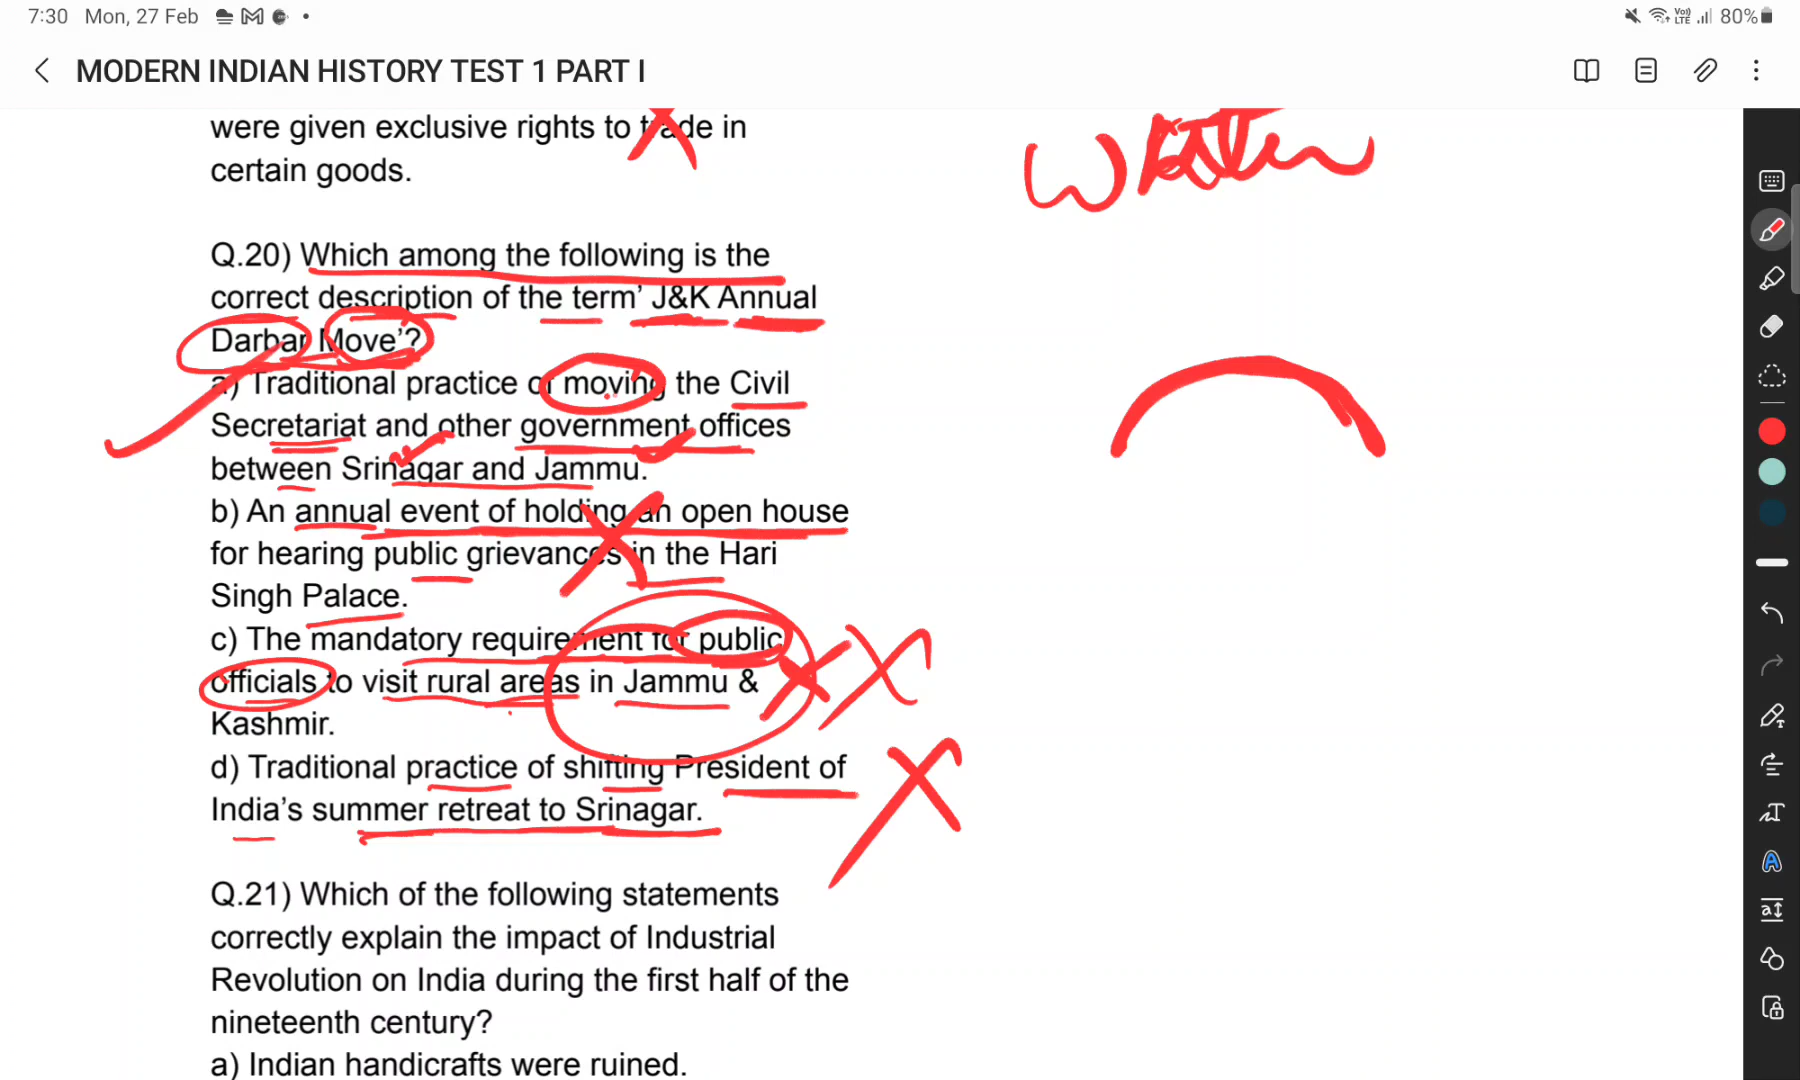 7:30 Mon, 27 Feb
80%
MODERN INDIAN HISTORY TEST 1 PART I
were given exclusive rights to trade in
certain goods.
Q.20) Which among the following is the
correct description of the term’ J&K Annual
Darbar Move’?
a) Traditional practice of moving the Civil
Secretariat and other government offices
between Srinagar and Jammu.
b) An annual event of holding an open house
for hearing public grievances in the Hari
Singh Palace.
c) The mandatory requirement for public
officials to visit rural areas in Jammu &
Kashmir.
d) Traditional practice of shifting President of
India’s summer retreat to Srinagar.
Q.21) Which of the following statements
correctly explain the impact of Industrial
Revolution on India during the first half of the
nineteenth century?
a) Indian handicrafts were ruined.